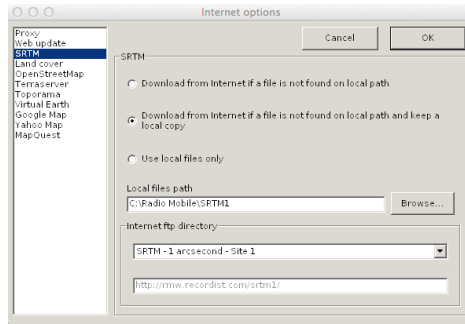 Internet options
Proxy
Web update
SRTM
Land cover
OpenStreetMap
Terraserver
Toporama
Virtual Earth
Google Map
Yahoo Map
MapQuest
Cancel
OK
SRTM
Download from Internet if a file is not found on local path
Download from Internet if a file is not found on local path and keep a
local copy
Use local files only
Local files path
C:\Radio Mobile\SRTM1
Browse...
Internet ftp directory
SRTM - 1 arcsecond - Site 1
http://rmw.recordist.com/srtm1/